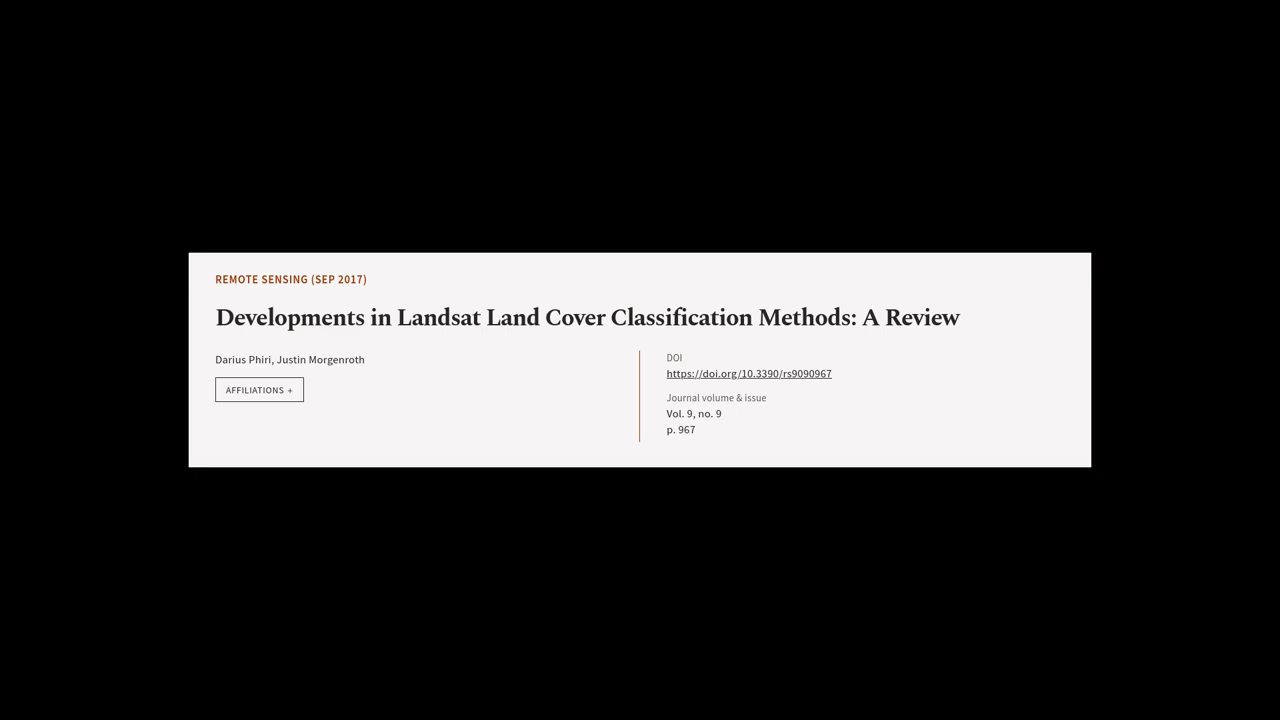 REMOTE SENSING (SEP 2017)
Developments in Landsat Land Cover Classification Methods: A Review
Darius Phiri, Justin Morgenroth
AFFILIATIONS +
DOI
https://doi.org/10.3390/rs9090967
Journal volume & issue
Vol. 9, no. 9
p. 967